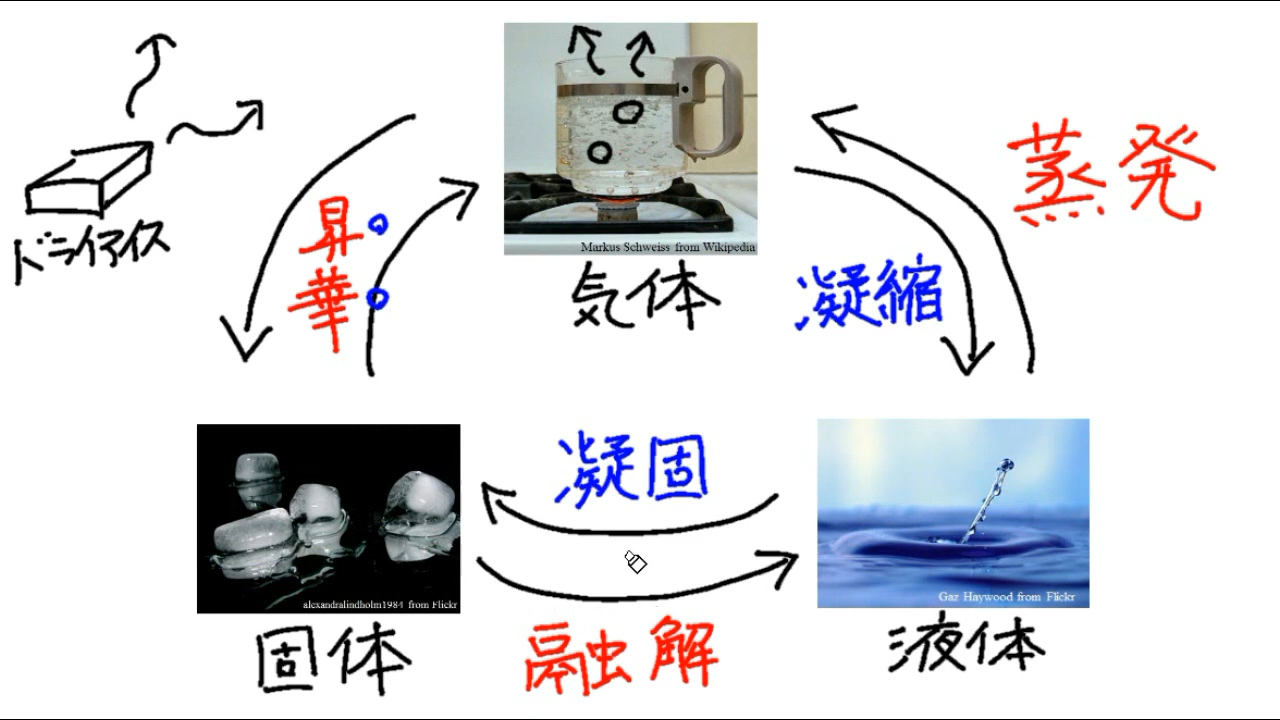 Markus Schweiss from Wikipedia
気体
蒸発
昇華
凝縮
ドライアイス
凝固
alexandralindholm1984 from Flickr
Gaz Haywood from Flickr
固体
融解
液体